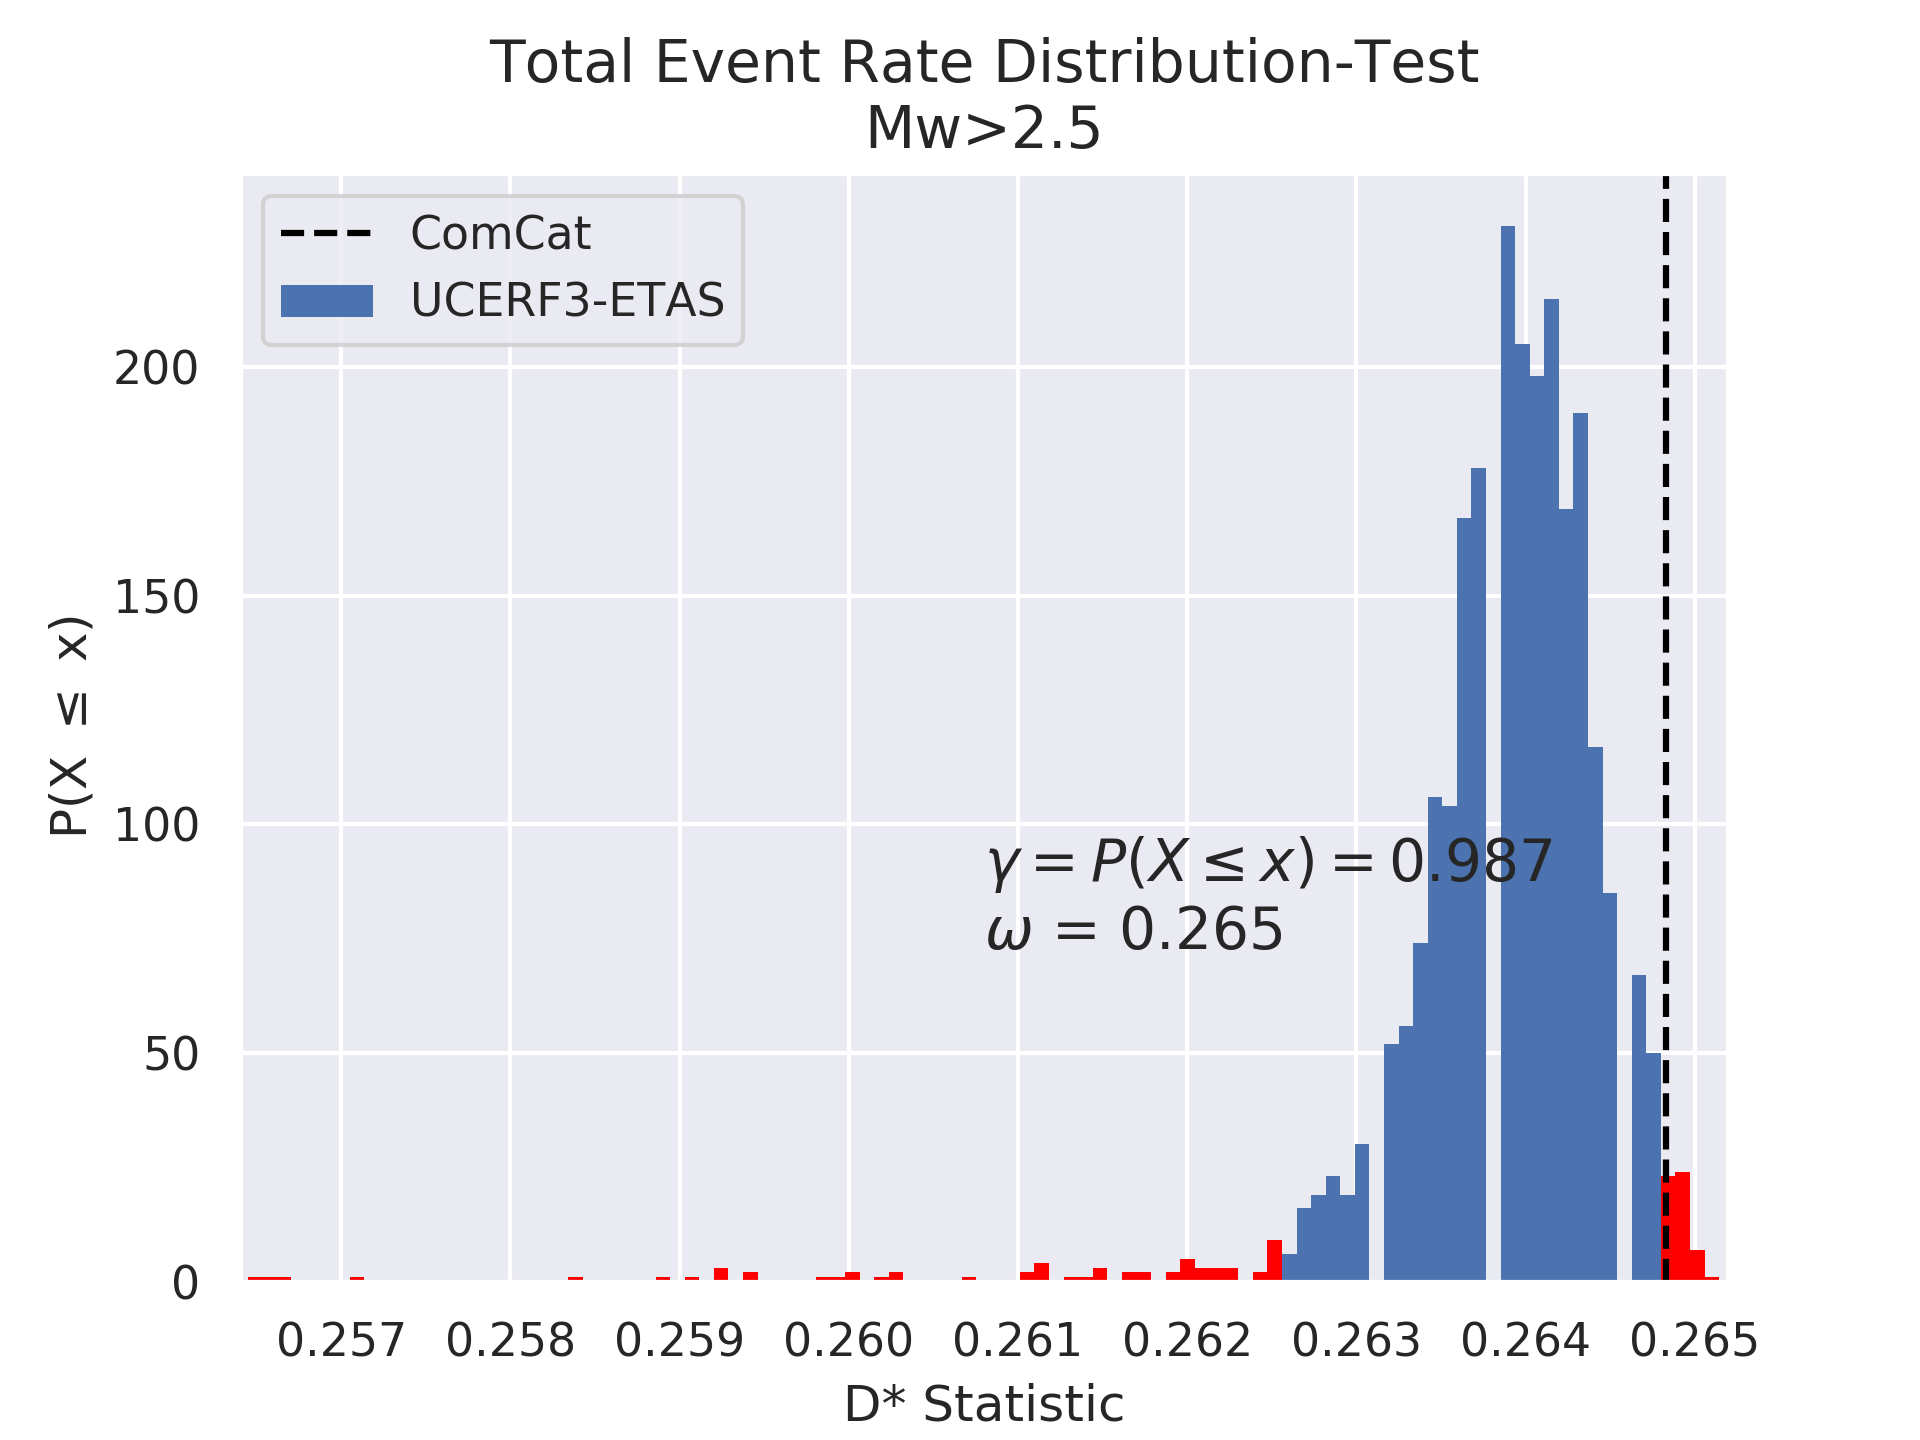 Total Event Rate Distribution-Test
Mw>2.5
ComCat
UCERF3-ETAS
P(X ≤ x)
200
150
100
50
0
γ = P(X ≤ x) = 0.987
ω = 0.265
0.257 0.258 0.259 0.260 0.261 0.262 0.263 0.264 0.265
D* Statistic